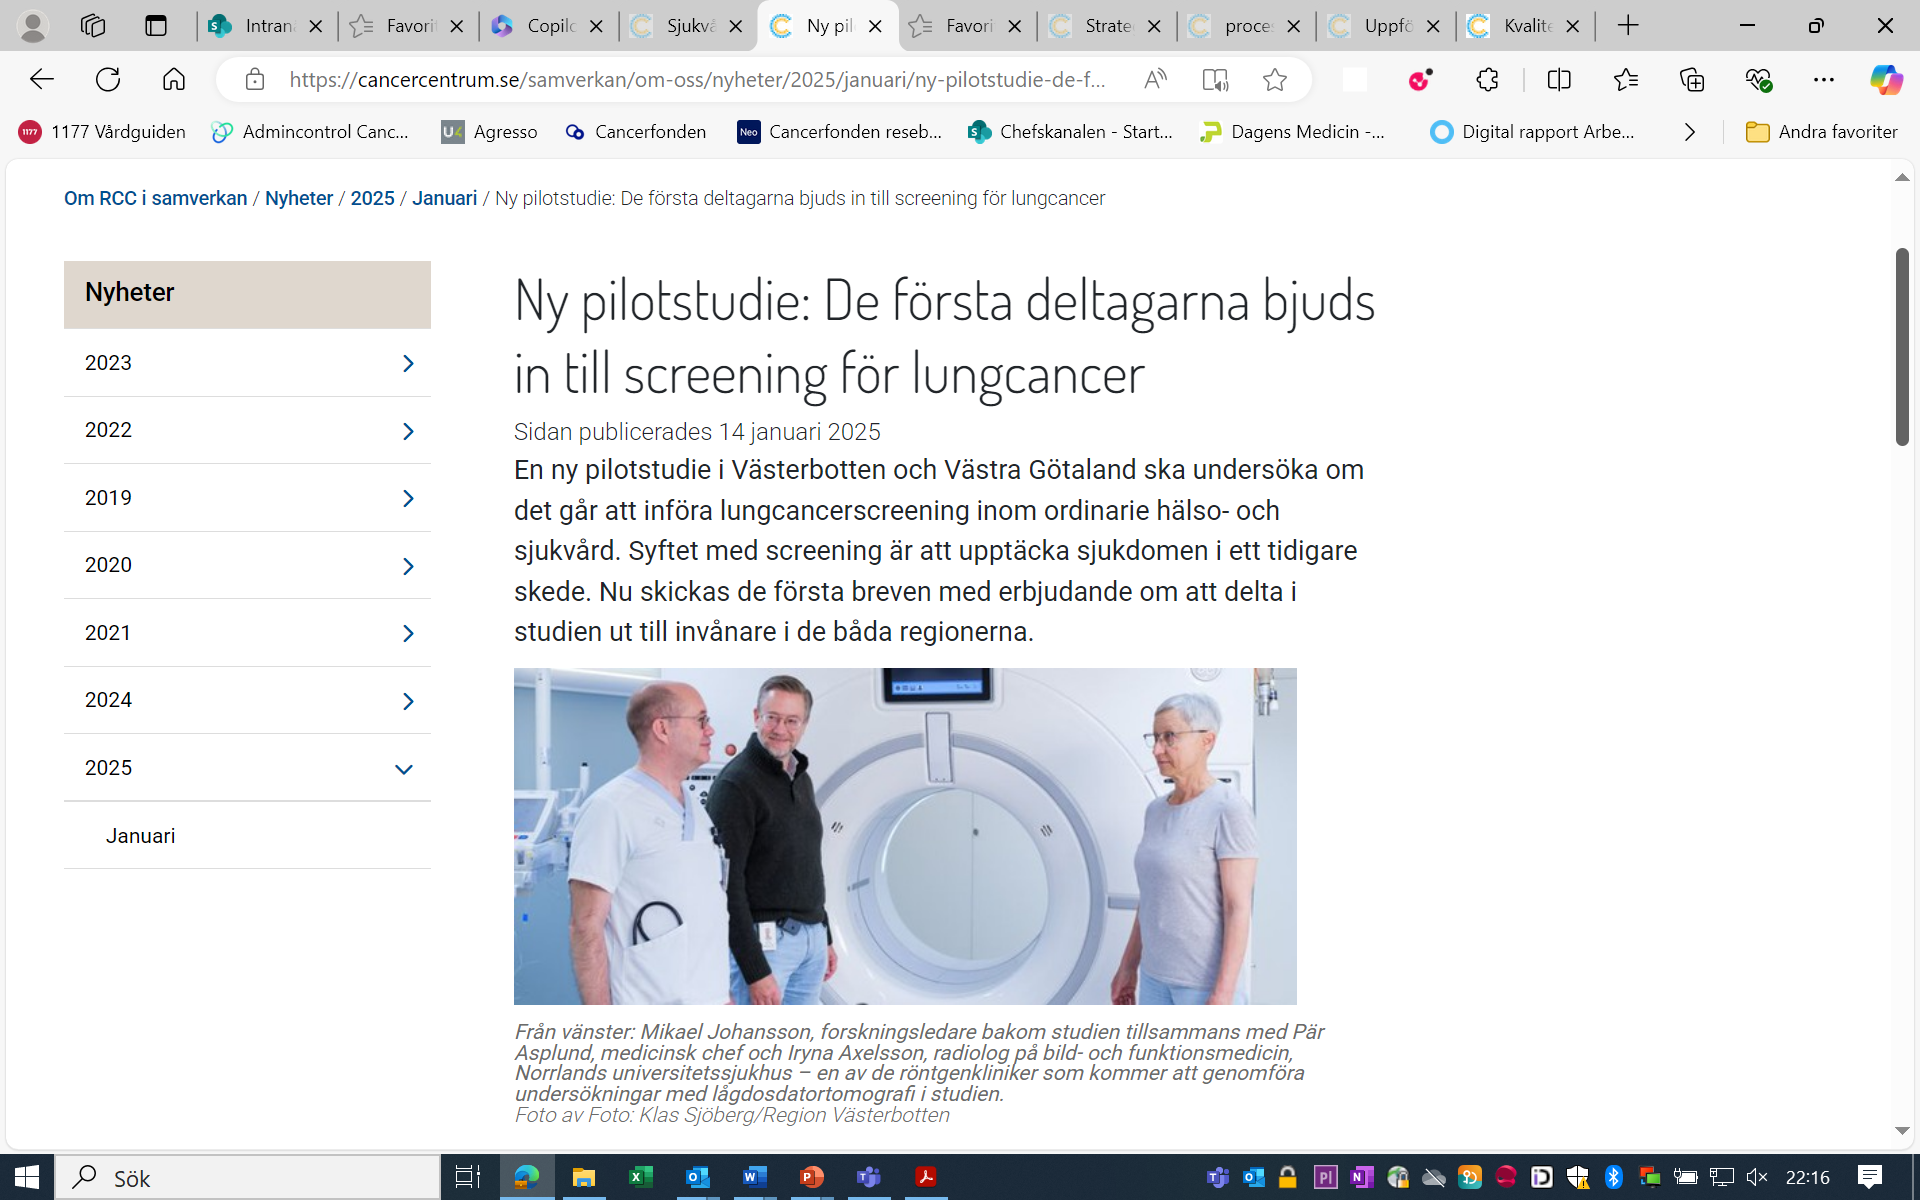 Intran
Favorit
Copilo
Sjukvå
Ny pil
Favori
Strate
proces
Uppfö
Kvalite
https://cancercentrum.se/samverkan/om-oss/nyheter/2025/januari/ny-pilotstudie-de-f...
1177 Vårdguiden
Admincontrol Canc...
Agresso
Cancerfonden
Neo
Cancerfonden reseb...
Chefskanalen - Start...
Dagens Medicin -...
Digital rapport Arbe...
Andra favoriter
Om RCC i samverkan / Nyheter / 2025 / Januari / Ny pilotstudie: De första deltagarna bjuds in till screening för lungcancer
Nyheter
2023
2022
2019
2020
2021
2024
2025
Januari
Ny pilotstudie: De första deltagarna bjuds
in till screening för lungcancer
Sidan publicerades 14 januari 2025
En ny pilotstudie i Västerbotten och Västra Götaland ska undersöka om
det går att införa lungcancerscreening inom ordinarie hälso- och
sjukvård. Syftet med screening är att upptäcka sjukdomen i ett tidigare
skede. Nu skickas de första breven med erbjudande om att delta i
studien ut till invånare i de båda regionerna.
Från vänster: Mikael Johansson, forskningsledare bakom studien tillsammans med Pär
Asplund, medicinsk chef och Iryna Axelsson, radiolog på bild- och funktionsmedicin,
Norrlands universitetssjukhus – en av de röntgenkliniker som kommer att genomföra
undersökningar med lågdosdatortomografi i studien.
Foto av Foto: Klas Sjöberg/Region Västerbotten
Sök
22:16